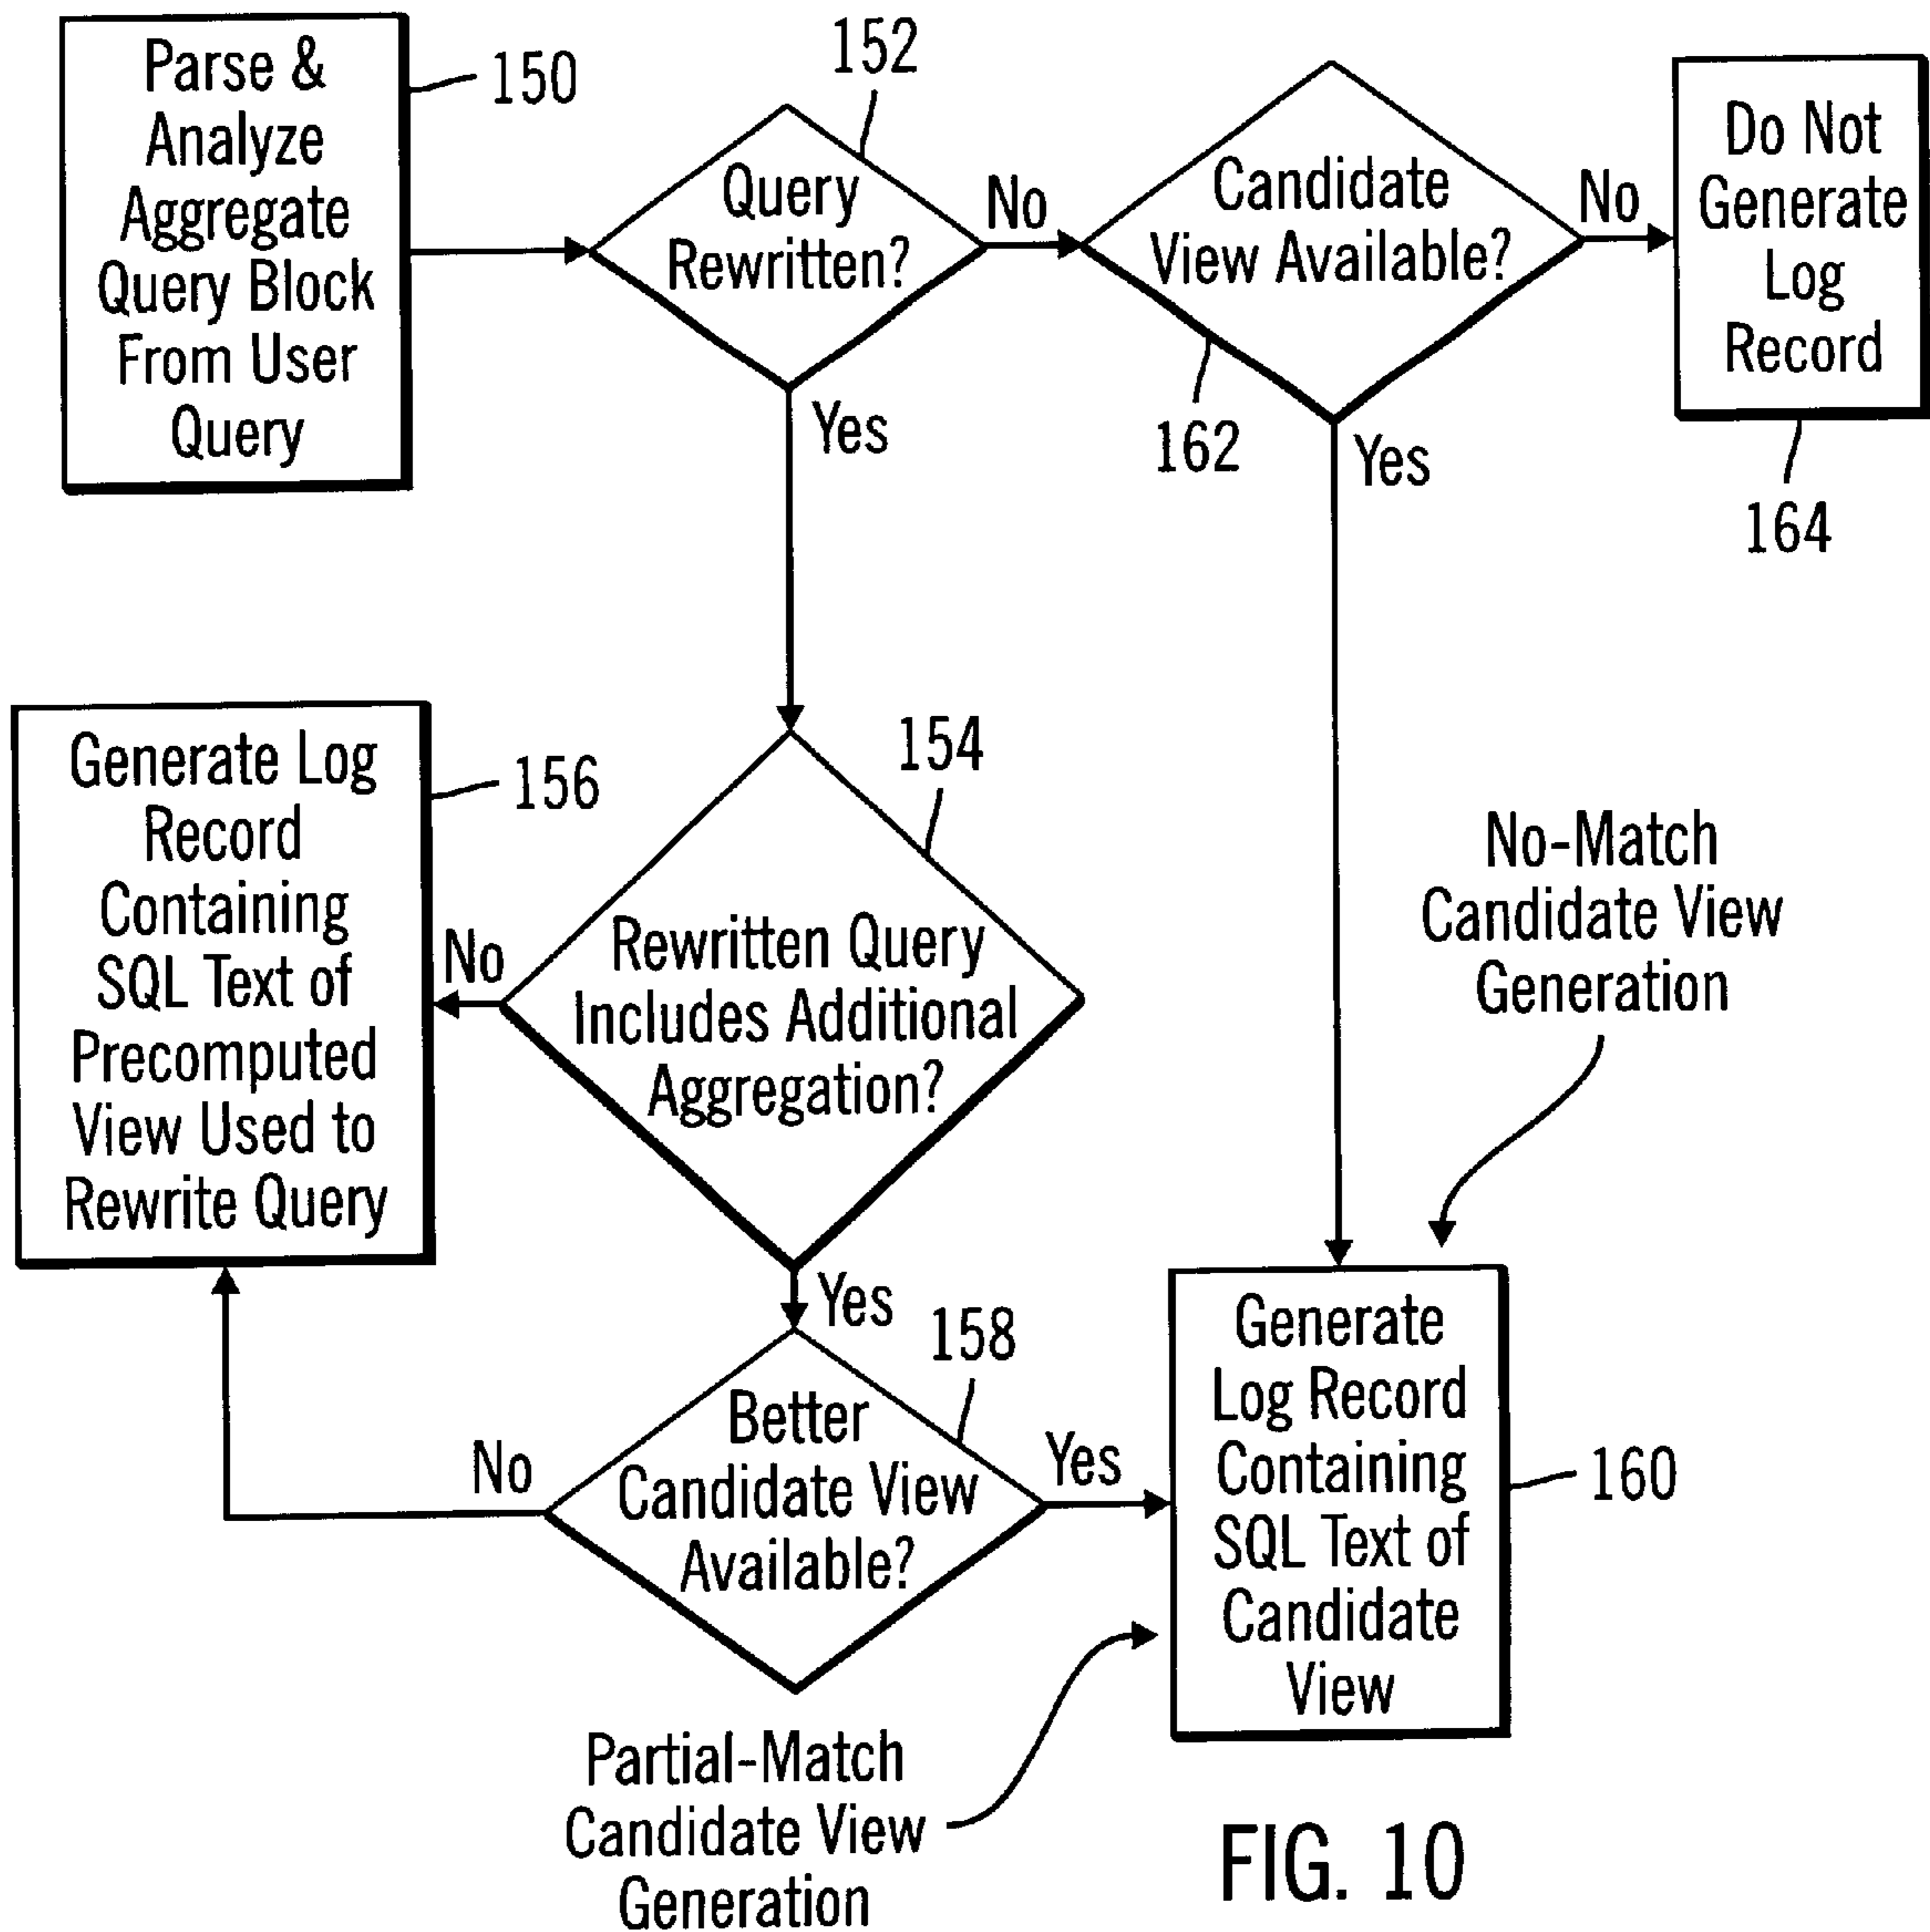 Parse &
Analyze
Aggregate
Query Block
From User
Query
150
152
Query
Rewritten?
No
Yes
Candidate
View Available?
162
No
Yes
Do Not
Generate
Log
Record
164
Generate Log
Record
Containing
SQL Text of
Precomputed
View Used to
Rewrite Query
156
154
No
Rewritten Query
Includes Additional
Aggregation?
Yes
No-Match
Candidate View
Generation
158
No
Better
Candidate View
Available?
Yes
Generate
Log Record
Containing
SQL Text of
Candidate
View
160
Partial-Match
Candidate View
Generation
FIG. 10